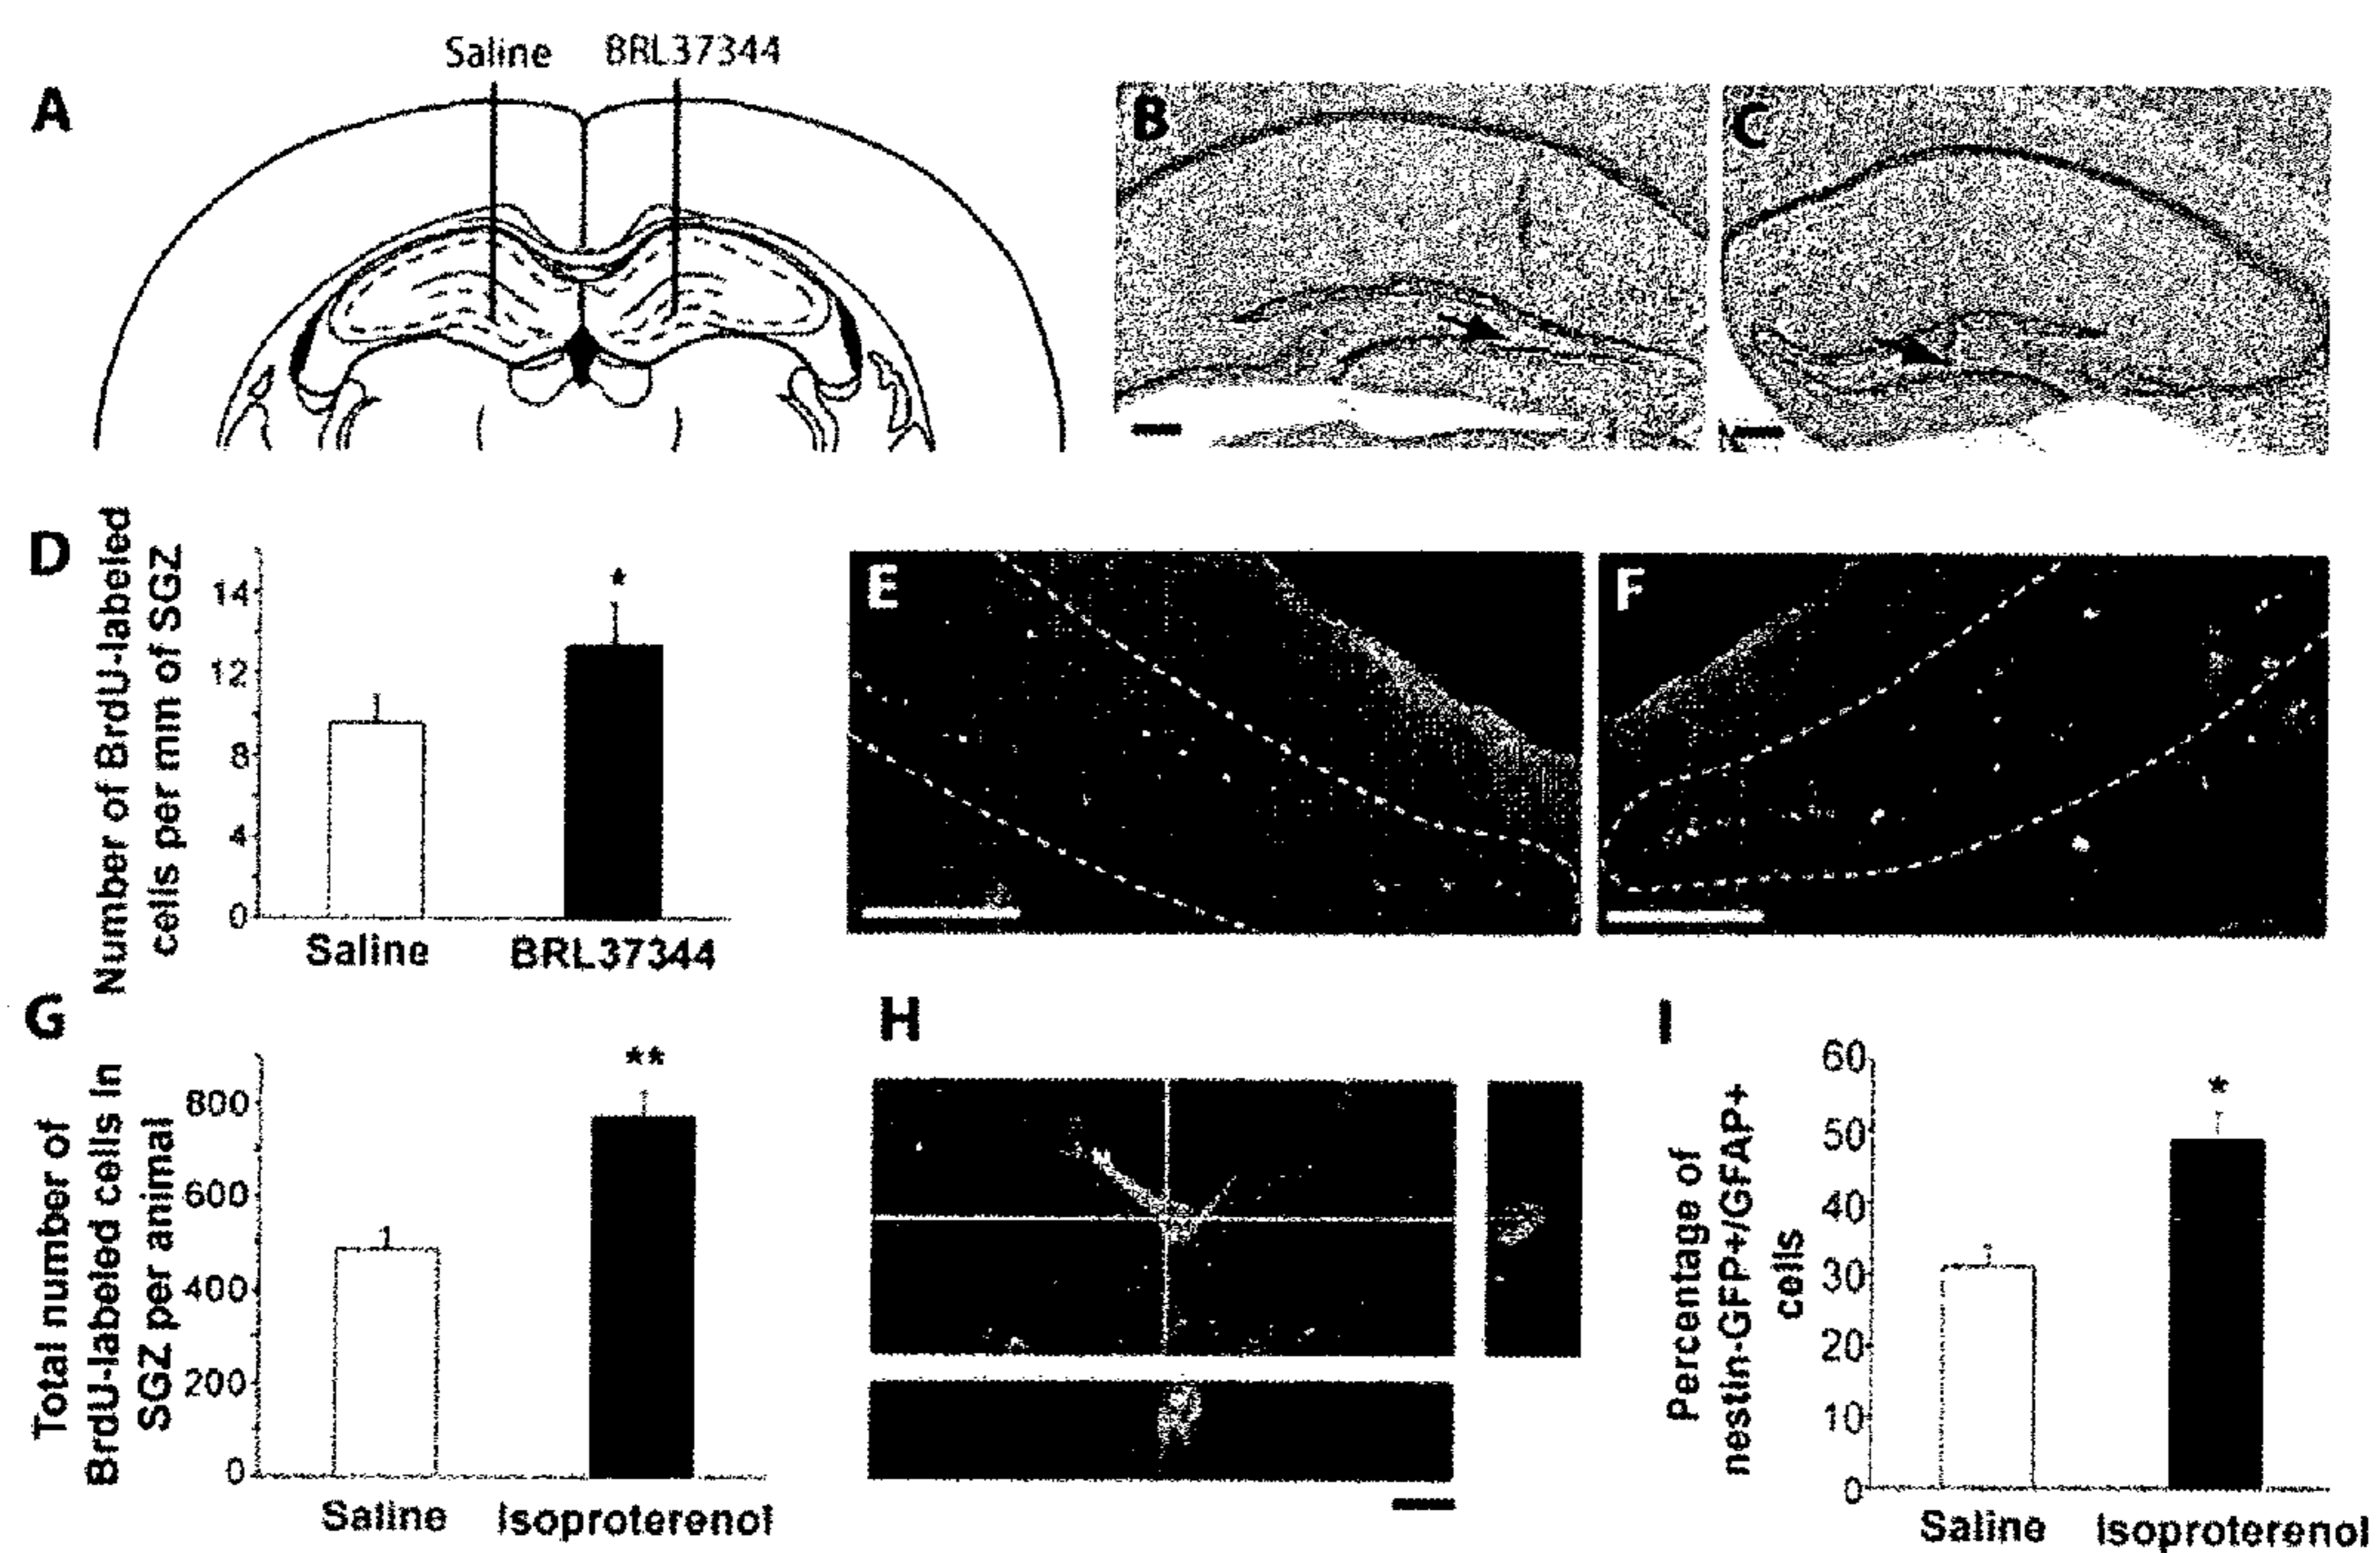 Saline BRL37344
A
B
C
D
Number of BrdU-labeled
cells per mm of SGZ
14
12
8
4
0
*
Saline BRL37344
E
F
G
Total number of
BrdU-labeled cells in
SGZ per animal
800
600
400
200
0
**
Saline Isoproterenol
H
I
Percentage of
nestin-GFP+/GFAP+
cells
60
50
40
30
20
10
0
*
Saline Isoproterenol